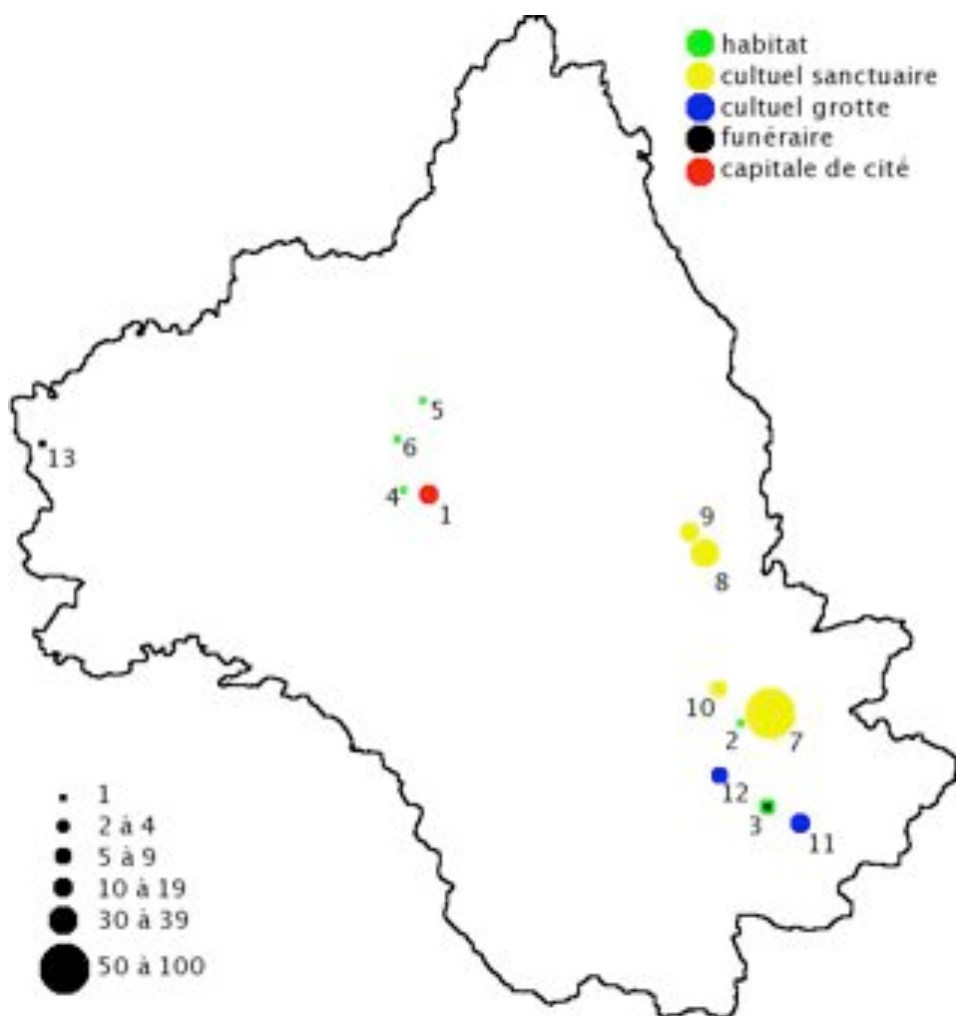 habitat
cultuel sanctuaire
cultuel grotte
funéraire
capitale de cité
5
6
13
4
1
9
8
10
2
7
12
3
11
1
2 à 4
5 à 9
10 à 19
30 à 39
50 à 100